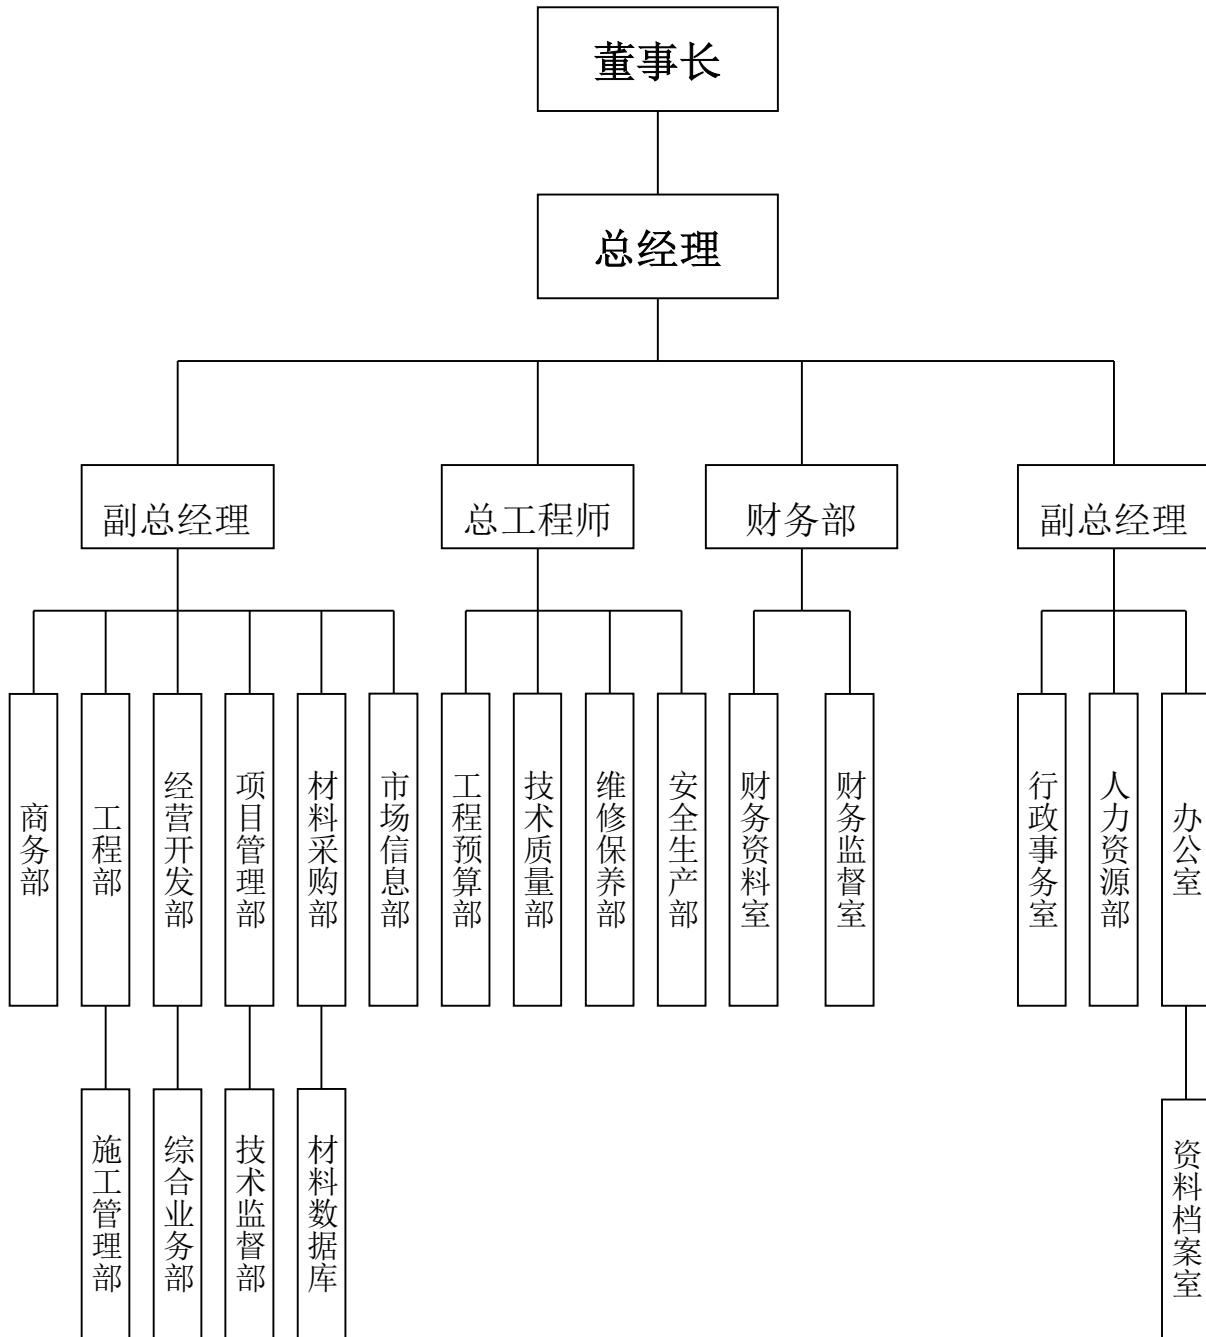 董事长
总经理
副总经理
总工程师
财务部
副总经理
商务部
工程部
经营开发部
项目管理部
材料采购部
市场信息部
工程预算部
技术质量部
维修保养部
安全生产部
财务资料室
财务监督室
行政事务室
人力资源部
办公室
施工管理部
综合业务部
技术监督部
材料数据库
资料档案室